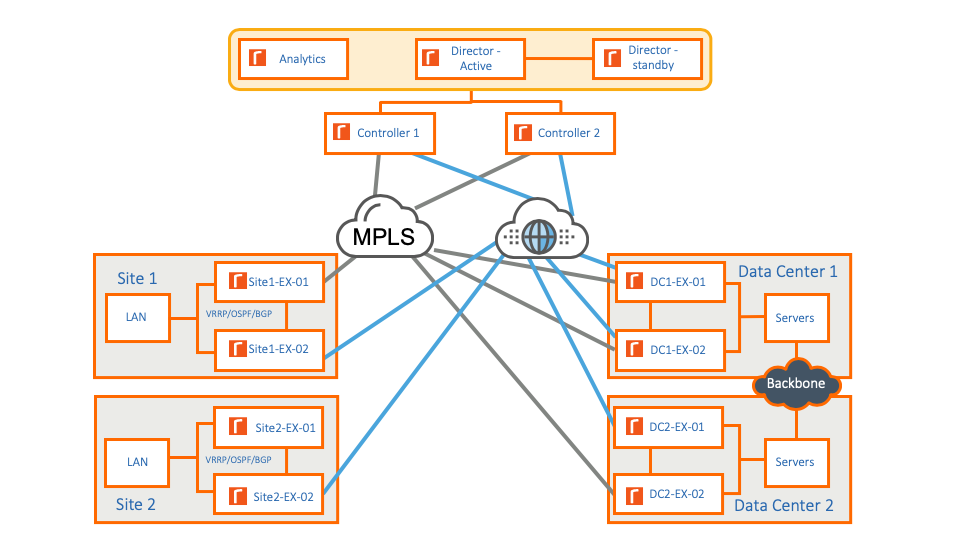 Analytics
Director -
Active
Director -
standby
Controller 1
Controller 2
MPLS
Site 1
LAN
Site1-EX-01
VRRP/OSPF/BGP
Site1-EX-02
Data Center 1
DC1-EX-01
DC1-EX-02
Servers
Backbone
Site 2
LAN
Site2-EX-01
VRRP/OSPF/BGP
Site2-EX-02
DC2-EX-01
DC2-EX-02
Servers
Data Center 2